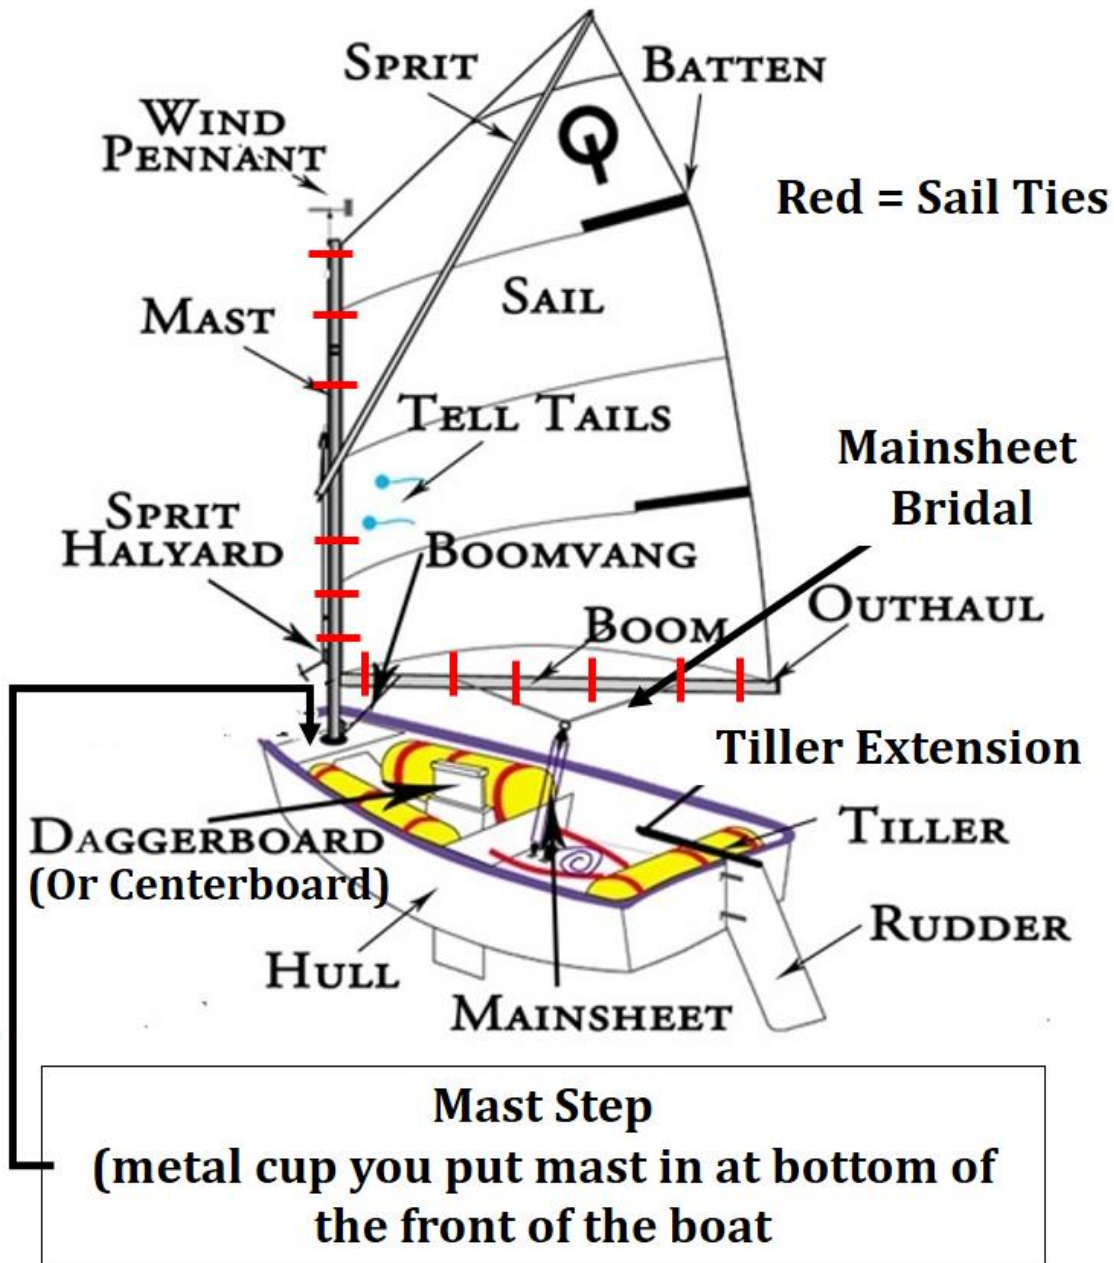 SPRIT
BATTEN
WIND
PENNANT
Red = Sail Ties
SAIL
MAST
TELL TAILS
Mainsheet
Bridal
SPRIT
HALYARD
BOOMVANG
BOOM
OUTHAUL
Tiller Extension
DAGGERBOARD
(Or Centerboard)
TILLER
RUDDER
HULL
MAINSHEET
Mast Step
(metal cup you put mast in at bottom of
the front of the boat